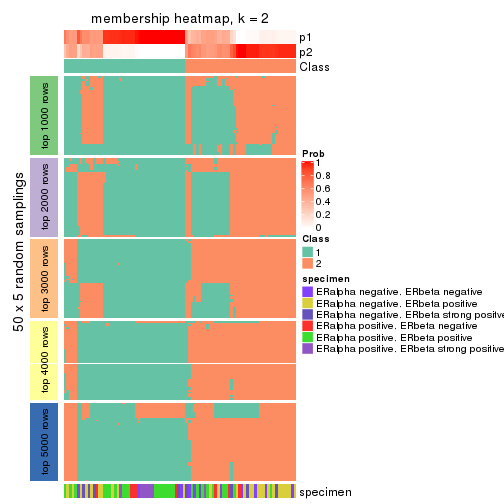 membership heatmap, k = 2
p1
p2
Class
50 x 5 random samplings
top 1000 rows
top 2000 rows
top 3000 rows
top 4000 rows
top 5000 rows
Prob
1
0.8
0.6
0.4
0.2
0
Class
1
2
specimen
ERalpha negative. ERbeta negative
ERalpha negative. ERbeta positive
ERalpha negative. ERbeta strong positive
ERalpha positive. ERbeta negative
ERalpha positive. ERbeta positive
ERalpha positive. ERbeta strong positive
specimen